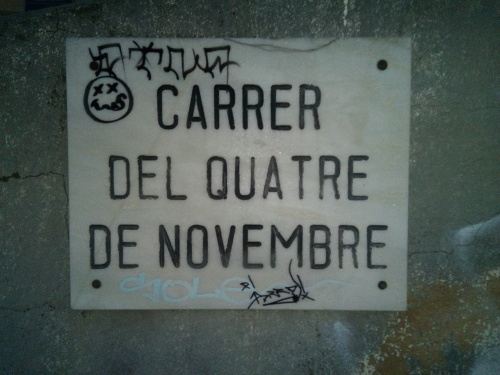 CARRER
DEL QUATRE
DE NOVEMBRE